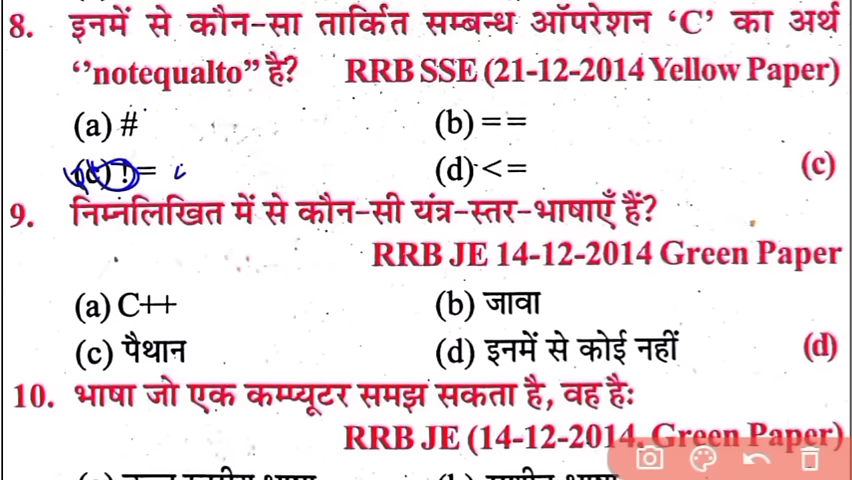 8. इनमें से कौन-सा तार्कित सम्बन्ध ऑपरेशन ‘C’ का अर्थ
‘’notequalto” है? RRB SSE (21-12-2014 Yellow Paper)
(a) # (b) ==
(c) != (d) <= (c)
9. निम्नलिखित में से कौन-सी यंत्र-स्तर-भाषाएँ हैं?
RRB JE 14-12-2014 Green Paper
(a) C++ (b) जावा
(c) पैथान (d) इनमें से कोई नहीं (d)
10. भाषा जो एक कम्प्यूटर समझ सकता है, वह है:
RRB JE (14-12-2014, Green Paper)